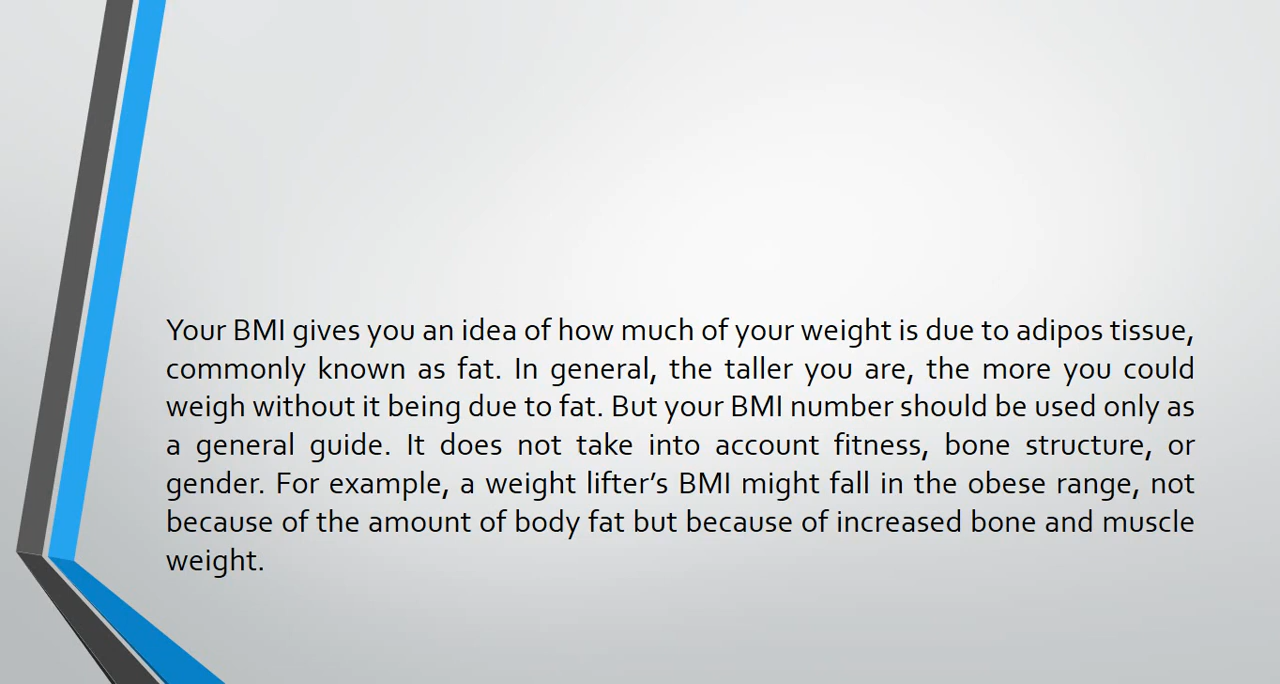 Your BMI gives you an idea of how much of your weight is due to adipos tissue,
commonly known as fat. In general, the taller you are, the more you could
weigh without it being due to fat. But your BMI number should be used only as
a general guide. It does not take into account fitness, bone structure, or
gender. For example, a weight lifter’s BMI might fall in the obese range, not
because of the amount of body fat but because of increased bone and muscle
weight.